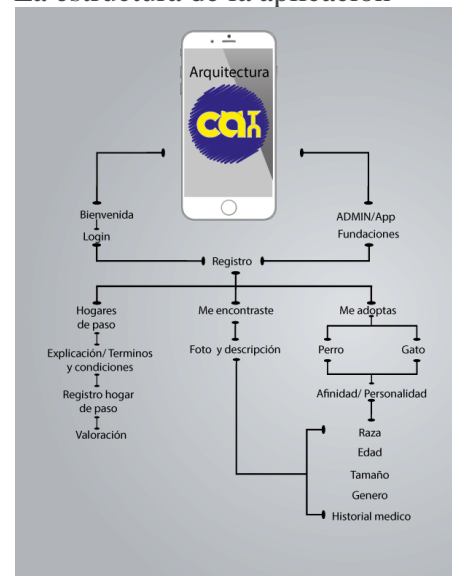 La estructura de la aplicación
Arquitectura
Bienvenida
Login
ADMIN/App
Fundaciones
Registro
Hogares
de paso
Explicación/ Terminos
y condiciones
Registro hogar
de paso
Valoración
Me encontraste
Foto y descripción
Me adoptas
Perro
Gato
Afinidad/ Personalidad
Raza
Edad
Tamaño
Genero
Historial medico